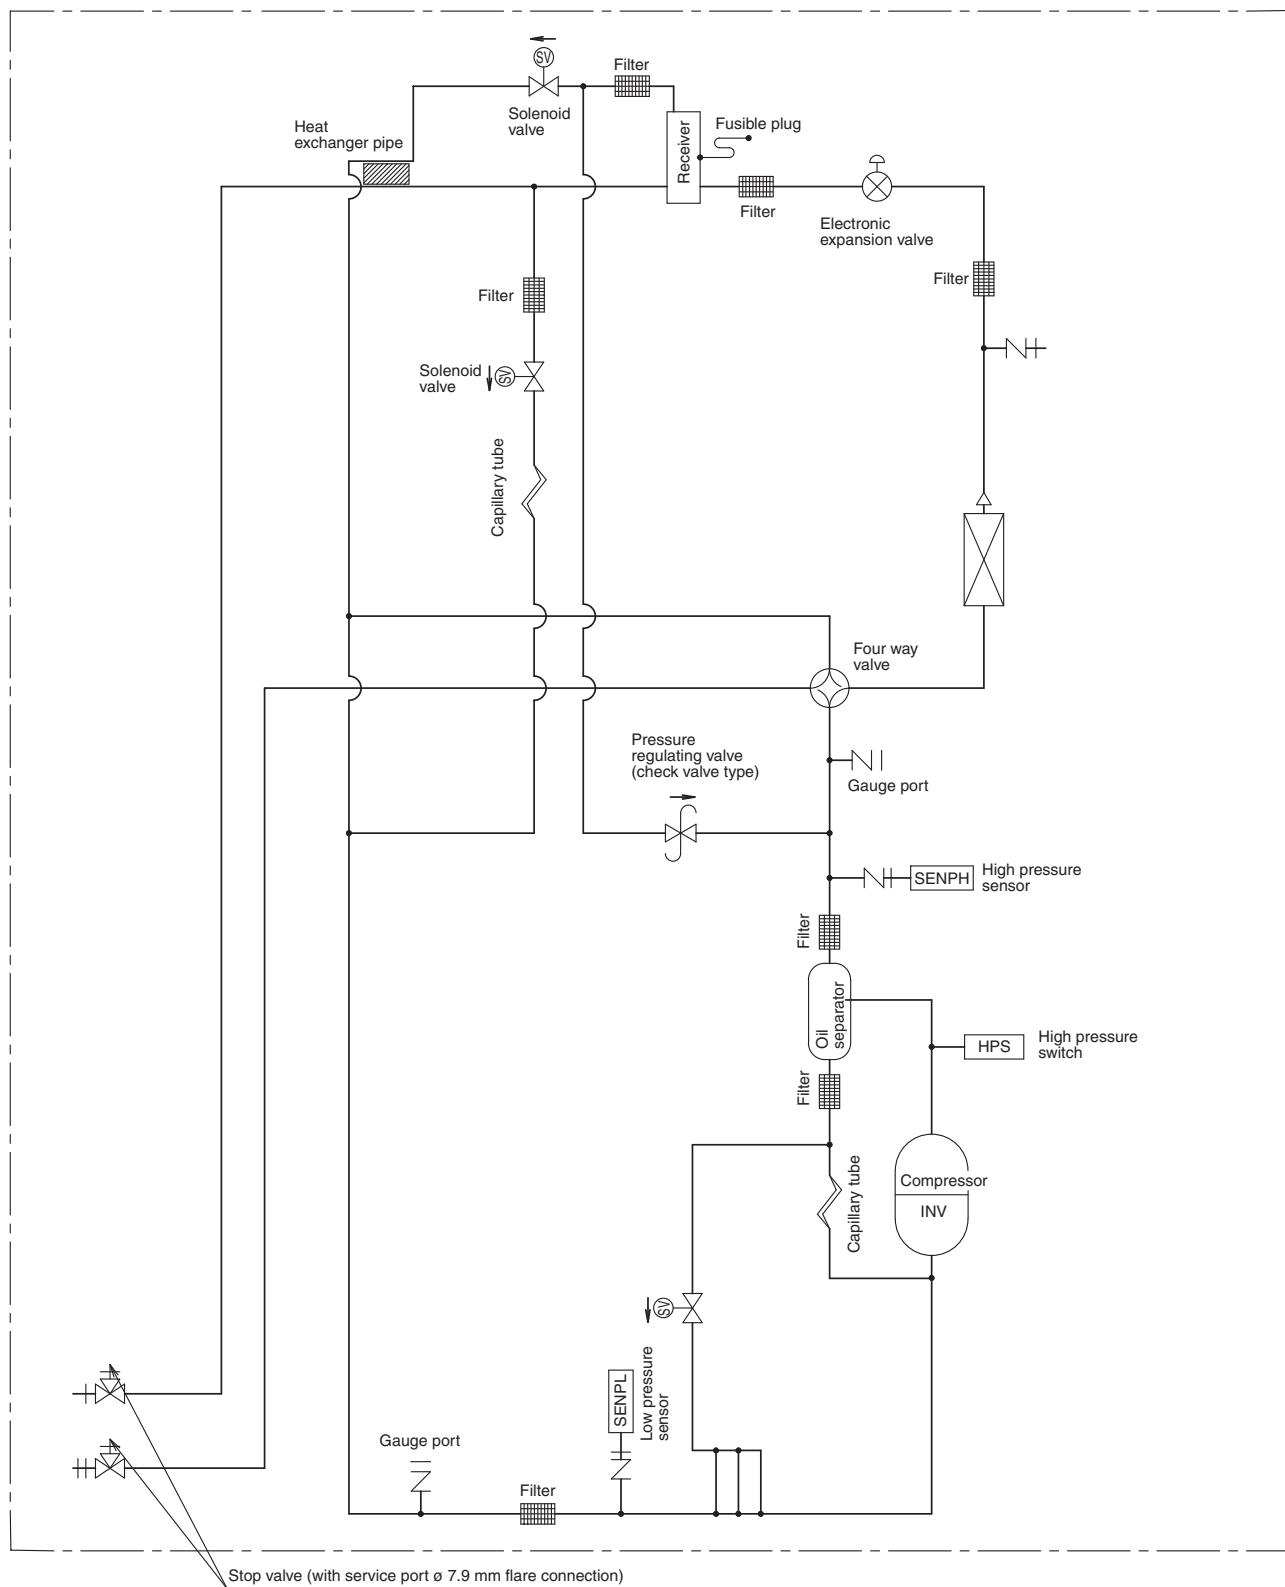 SV
Filter
Solenoid
valve
Heat
exchanger pipe
Fusible plug
Receiver
Filter
Electronic
expansion valve
Filter
Filter
Solenoid
valve
SV
Capillary tube
Four way
valve
Pressure
regulating valve
(check valve type)
Gauge port
SENPH
High pressure
sensor
Filter
Oil
separator
HPS
High pressure
switch
Filter
Compressor
INV
Capillary tube
SV
SENPL
Low pressure
sensor
Gauge port
Filter
Stop valve (with service port ø 7.9 mm flare connection)